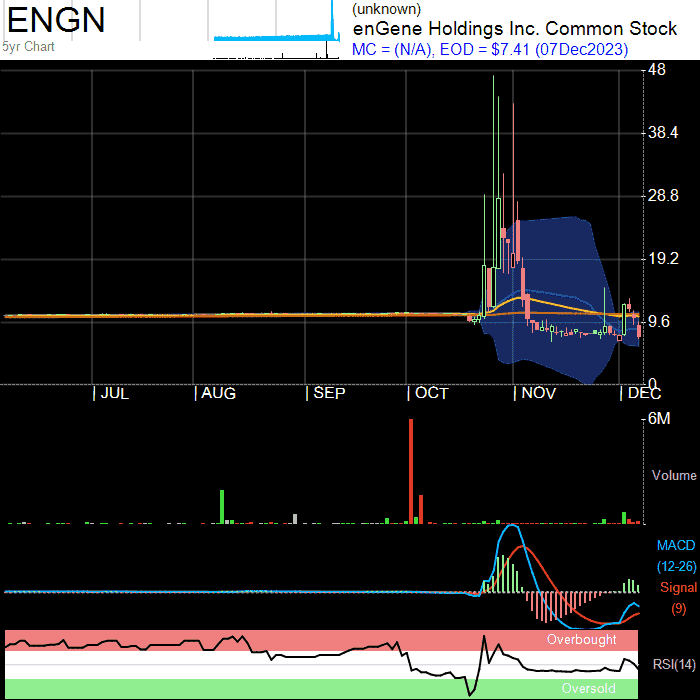 ENGN
5yr Chart
(unknown)
enGene Holdings Inc. Common Stock
MC = (N/A), EOD = $7.41 (07Dec2023)
48
38.4
28.8
19.2
9.6
0
| JUL | AUG | SEP | OCT | NOV | DEC
6M
Volume
MACD
(12-26)
Signal
(9)
Overbought
RSI(14)
Oversold